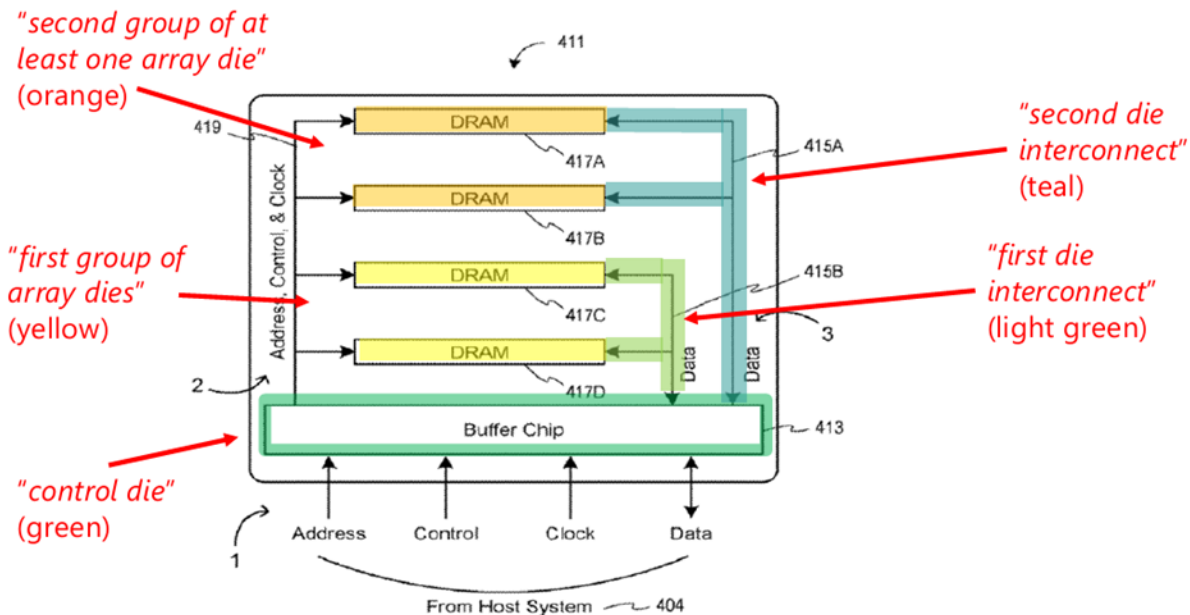 "second group of at
least one array die"
(orange)
411
419
DRAM
417A
415A
"second die
interconnect"
(teal)
DRAM
417B
Address, Control, & Clock
"first group of
array dies"
(yellow)
DRAM
417C
415B
"first die
interconnect"
(light green)
3
DRAM
417D
Data
Data
2
Buffer Chip
413
"control die"
(green)
1
Address
Control
Clock
Data
From Host System
404